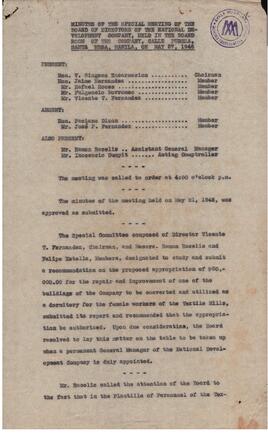 MINUTES OF THE SPECIAL MEETING OF THE
BOARD OF DIRECTORS OF THE NATIONAL DE-
VELOPMENT COMPANY, HELD IN THE BOARD
ROOM OF THE COMPANY, CALLE PUREZA,
SANTA MESA, MANILA, ON MAY 27, 1946
PRESENT:
Hon. V. Singson Encarnacion - Chairman
Hon. Jaime Hernandez - Member
Mr. Rafael Roces - Member
Mr. Fulgencio Borromeo - Member
Mr. Vicente T. Fernandez - Member
ABSENT:
Hon. Dizon - Member
Mr. José P. Fernandez - Member
ALSO PRESENT:
Mr. Ramon .. Assistant General Manager
Mr. Inocencio .. Acting Comptroller
The meeting was called to order at 4:00 o'clock p.m.
The minutes of the meeting held on May 21, 1946, was
approved as submitted.
The Special Committee composed of Director Vicente
T. Fernandez, Chairman, and Messrs. Ramon and
Felipe Estella, Members, designated to study and submit
a recommendation on the proposed appropriation of
000.00 for the repair and improvement of one of the
buildings of the Company to be converted and utilized as
a dormitory for the female workers of the Textile Mills,
submitted its report and recommended that the appropria-
tion be authorized. Upon due consideration, the Board
resolved to lay this matter on the table to be taken up
when a permanent General Manager of the National Devel-
opment Company is duly appointed.
Mr. called the attention of the Board to
the fact that in the Plantilla of Personnel of the Tex-